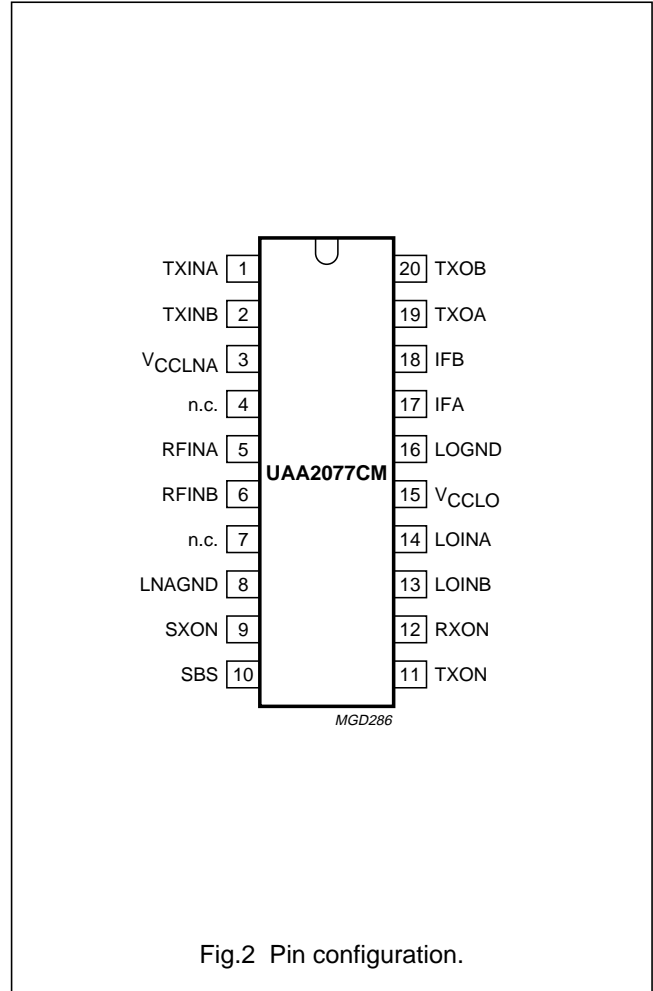 TXINA 1 20 TXOB
TXINB 2 19 TXOA
VCCLNA 3 18 IFB
n.c. 4 17 IFA
RFINA 5 16 LOGND
UAA2077CM
RFINB 6 15 VCCLO
n.c. 7 14 LOINA
LNAGND 8 13 LOINB
SXON 9 12 RXON
SBS 10 11 TXON
MGD286
Fig.2 Pin configuration.